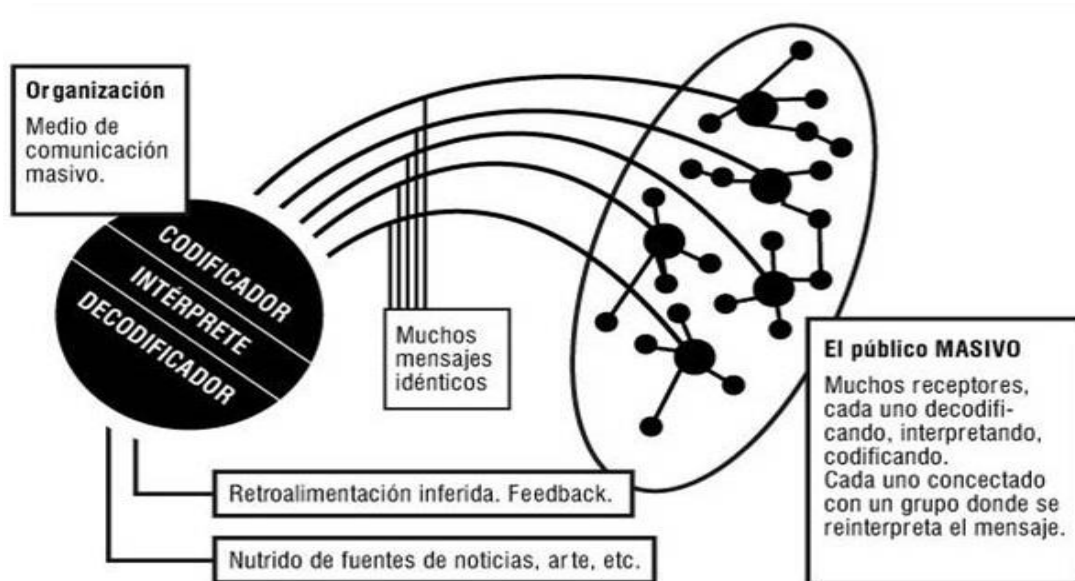 Organización
Medio de
comunicación
masivo.
CODIFICADOR
INTÉRPRETE
DECODIFICADOR
Muchos
mensajes
idénticos
El público MASIVO
Muchos receptores,
cada uno decodifi-
cando, interpretando,
codificando.
Cada uno concectado
con un grupo donde se
reinterpreta el mensaje.
Retroalimentación inferida. Feedback.
Nutrido de fuentes de noticias, arte, etc.